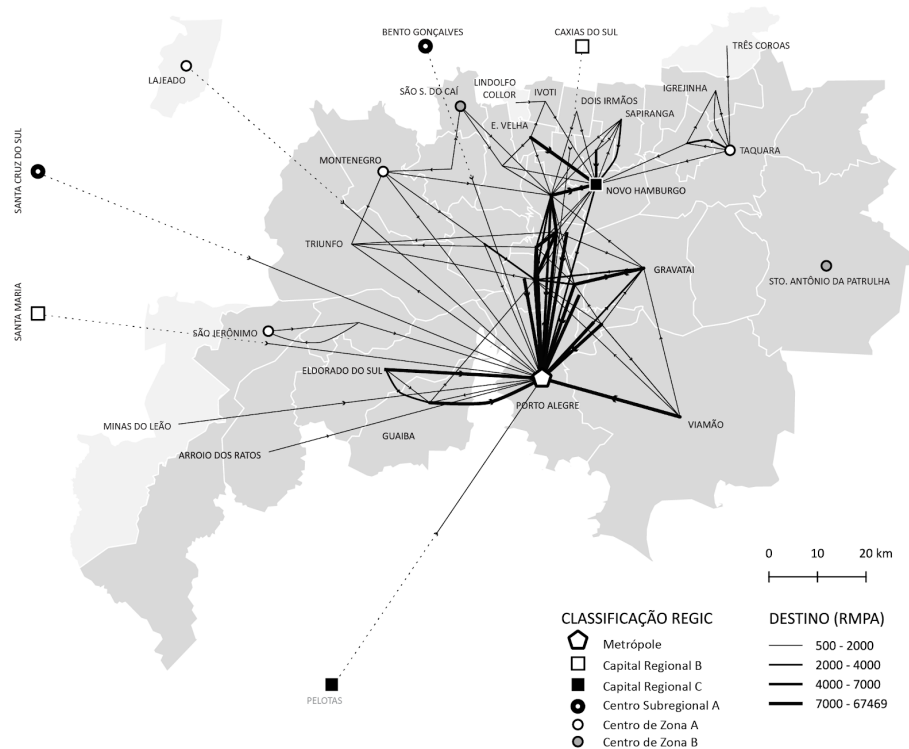 BENTO GONÇALVES
CAXIAS DO SUL
TRÊS COROAS
LAJEADO
LINDOLFO
COLLOR
IVOTI
IGREJINHA
SÃO S. DO CAÍ
DOIS IRMÃOS
SAPIRANGA
E. VELHA
TAQUARA
MONTENEGRO
SANTA CRUZ DO SUL
NOVO HAMBURGO
TRIUNFO
GRAVATAI
STO. ANTÔNIO DA PATRULHA
SANTA MARIA
SÃO JERÔNIMO
ELDORADO DO SUL
PORTO ALEGRE
VIAMÃO
MINAS DO LEÃO
GUAIBA
ARROIO DOS RATOS
0 10 20 km
CLASSIFICAÇÃO REGIC
Metrópole
Capital Regional B
Capital Regional C
Centro Subregional A
Centro de Zona A
Centro de Zona B
DESTINO (RMPA)
500 - 2000
2000 - 4000
4000 - 7000
7000 - 67469
PELOTAS